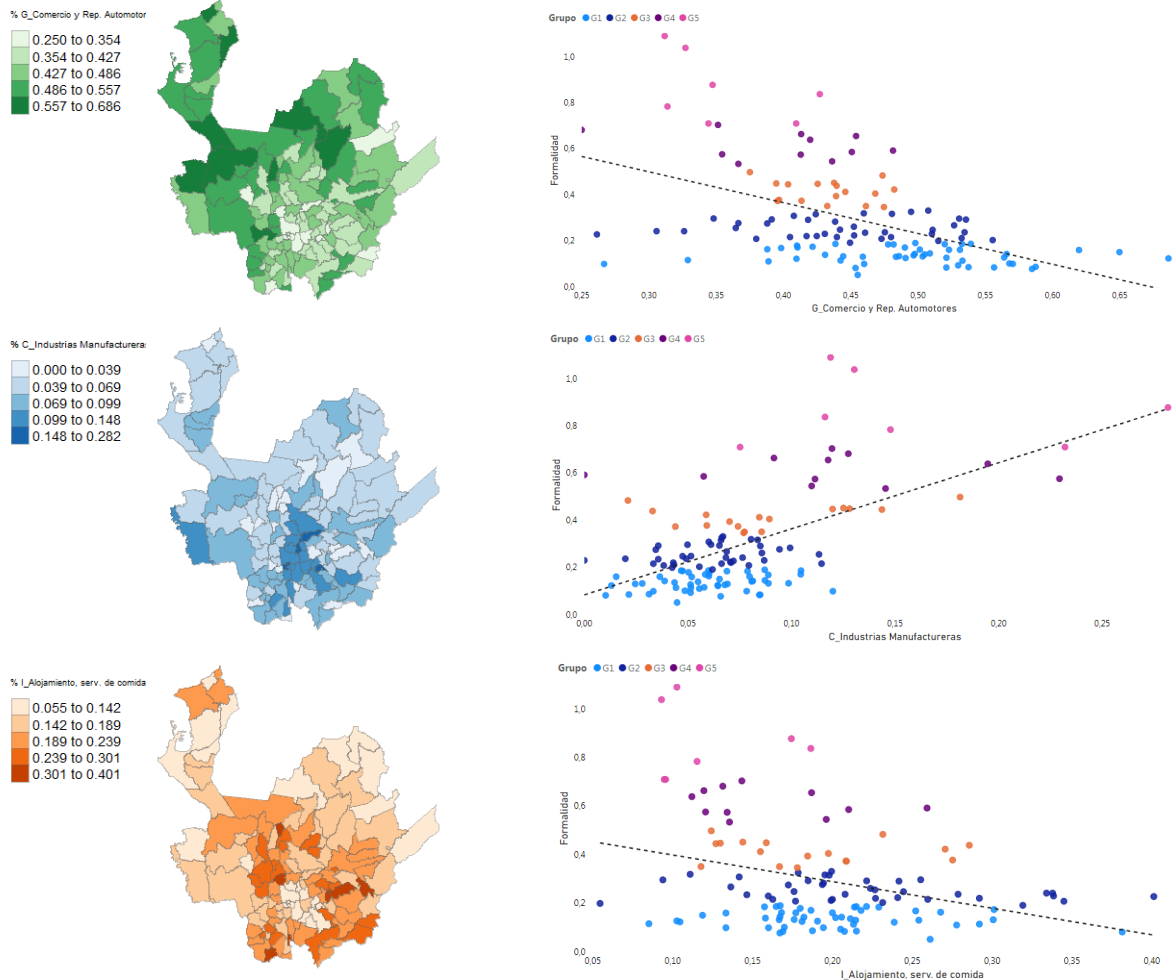 % G_Comercio y Rep. Automotor
0.250 to 0.354
0.354 to 0.427
0.427 to 0.486
0.486 to 0.557
0.557 to 0.686
Grupo G1 G2 G3 G4 G5
Formalidad
1,0
0,8
0,6
0,4
0,2
0,0
0,25 0,30 0,35 0,40 0,45 0,50 0,55 0,60 0,65
G_Comercio y Rep. Automotores
% C_Industrias Manufactureras
0.000 to 0.039
0.039 to 0.069
0.069 to 0.099
0.099 to 0.148
0.148 to 0.282
Grupo G1 G2 G3 G4 G5
Formalidad
1,0
0,8
0,6
0,4
0,2
0,0
0,00 0,05 0,10 0,15 0,20 0,25
C_Industrias Manufactureras
% I_Alojamiento, serv. de comida
0.055 to 0.142
0.142 to 0.189
0.189 to 0.239
0.239 to 0.301
0.301 to 0.401
Grupo G1 G2 G3 G4 G5
Formalidad
1,0
0,8
0,6
0,4
0,2
0,0
0,05 0,10 0,15 0,20 0,25 0,30 0,35 0,40
I_Alojamiento, serv. de comida